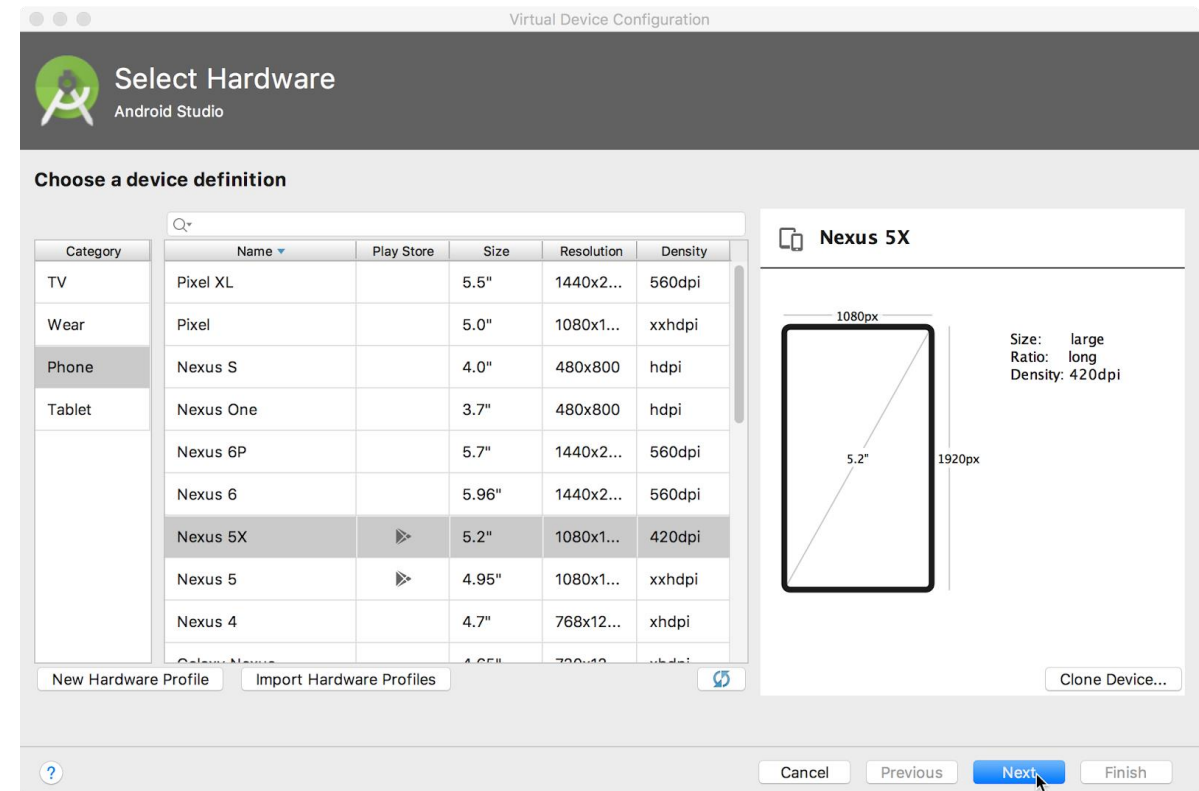 Virtual Device Configuration
Select Hardware
Android Studio
Choose a device definition
Category
TV
Wear
Phone
Tablet
Name Play Store Size Resolution Density
Pixel XL 5.5" 1440x2... 560dpi
Pixel 5.0" 1080x1... xxhdpi
Nexus S 4.0" 480x800 hdpi
Nexus One 3.7" 480x800 hdpi
Nexus 6P 5.7" 1440x2... 560dpi
Nexus 6 5.96" 1440x2... 560dpi
Nexus 5X 5.2" 1080x1... 420dpi
Nexus 5 4.95" 1080x1... xxhdpi
Nexus 4 4.7" 768x12... xhdpi
New Hardware Profile Import Hardware Profiles
Nexus 5X
1080px
5.2"
1920px
Size: large
Ratio: long
Density: 420dpi
Clone Device...
? Cancel Previous Next Finish